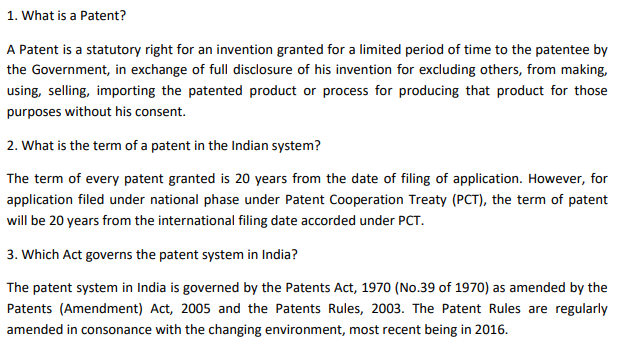 1. What is a Patent?
A Patent is a statutory right for an invention granted for a limited period of time to the patentee by
the Government, in exchange of full disclosure of his invention for excluding others, from making,
using, selling, importing the patented product or process for producing that product for those
purposes without his consent.
2. What is the term of a patent in the Indian system?
The term of every patent granted is 20 years from the date of filing of application. However, for
application filed under national phase under Patent Cooperation Treaty (PCT), the term of patent
will be 20 years from the international filing date accorded under PCT.
3. Which Act governs the patent system in India?
The patent system in India is governed by the Patents Act, 1970 (No.39 of 1970) as amended by the
Patents (Amendment) Act, 2005 and the Patents Rules, 2003. The Patent Rules are regularly
amended in consonance with the changing environment, most recent being in 2016.